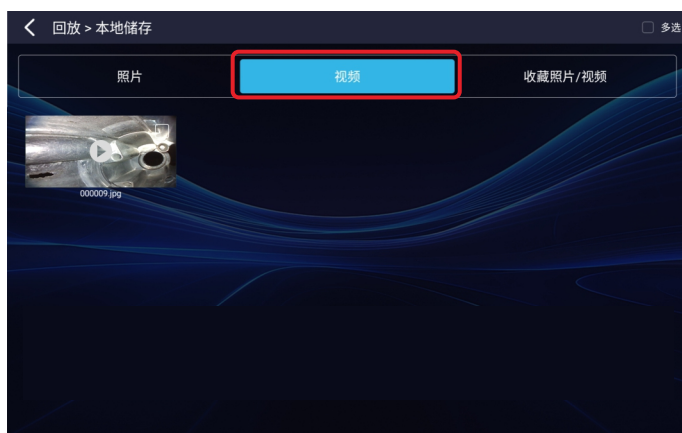 回放 > 本地储存
多选
照片
视频
收藏照片/视频
000009.jpg